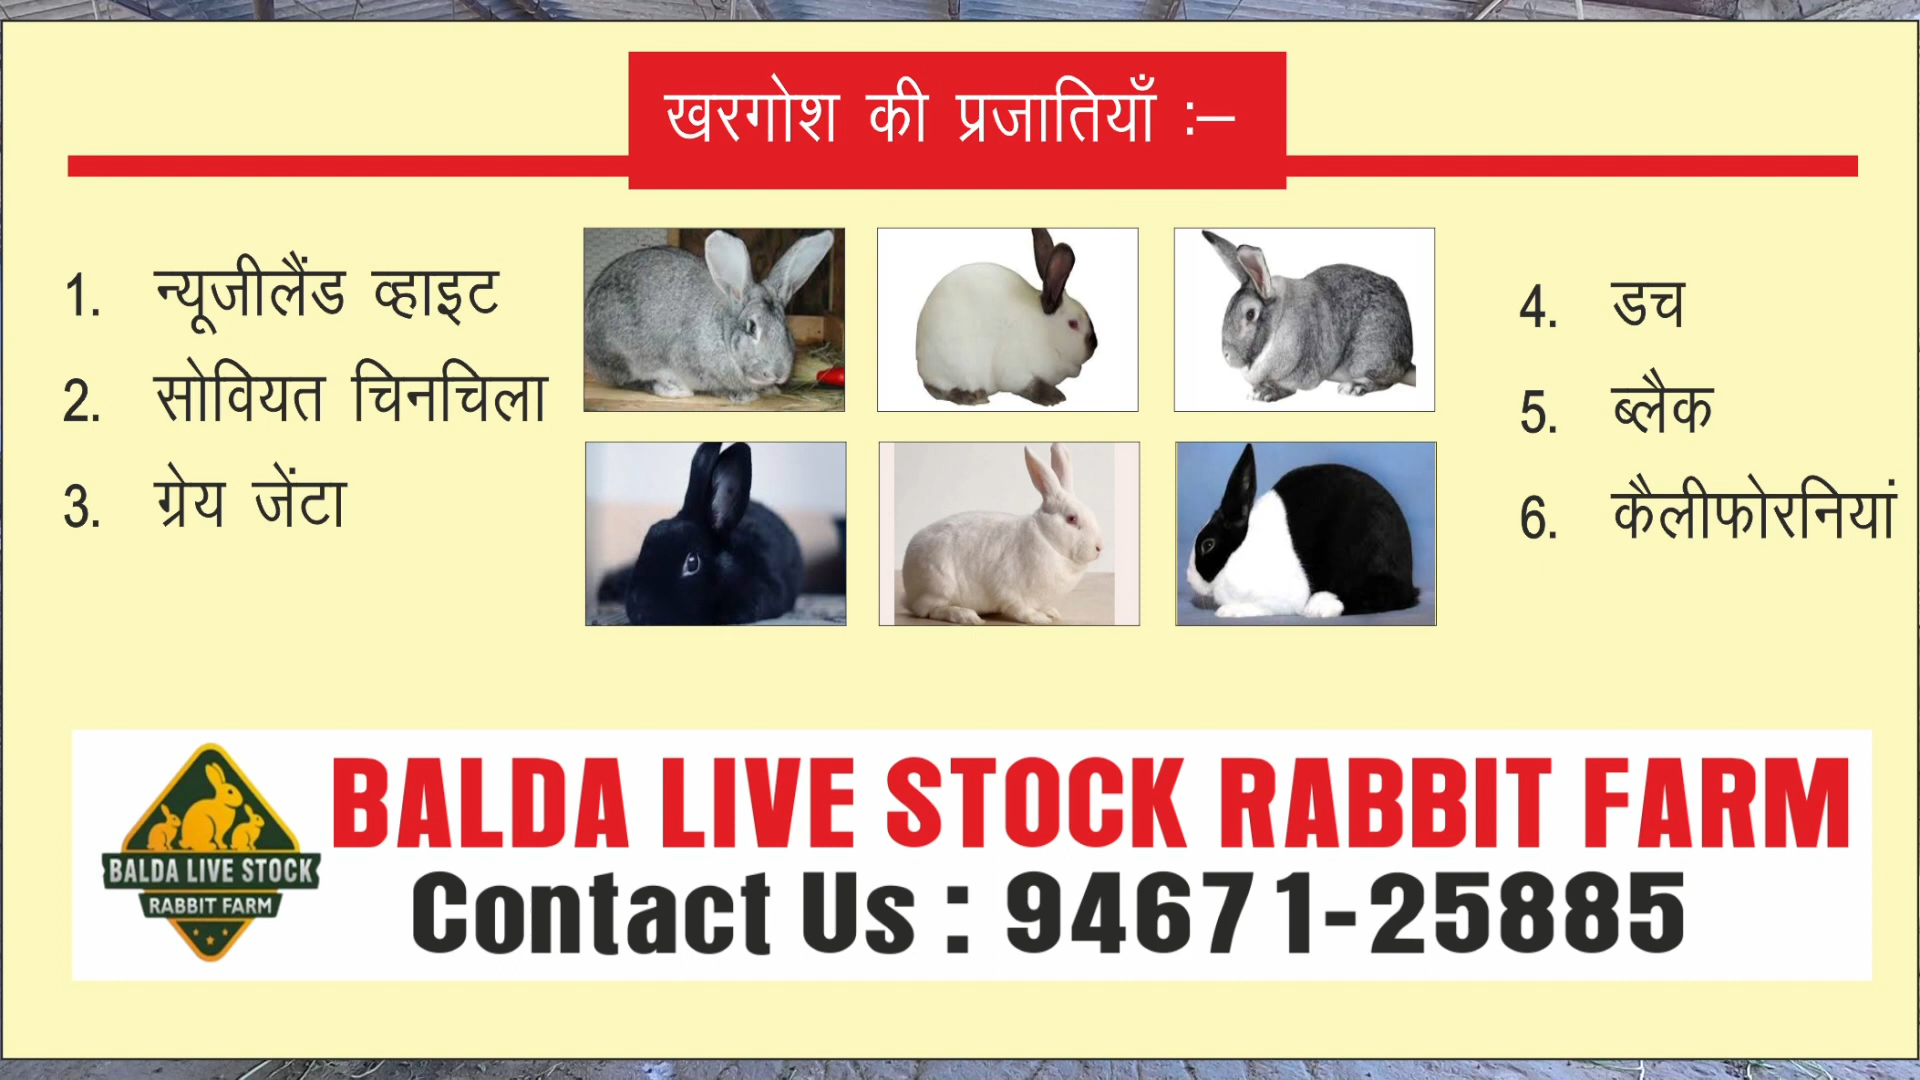 खरगोश की प्रजातियाँ :–
1. न्यूजीलैंड व्हाइट
2. सोवियत चिनचिला
3. ग्रेय जेंटा
4. डच
5. ब्लैक
6. कैलीफोरनियां
BALDA LIVE STOCK
RABBIT FARM
BALDA LIVE STOCK RABBIT FARM
Contact Us : 94671-25885